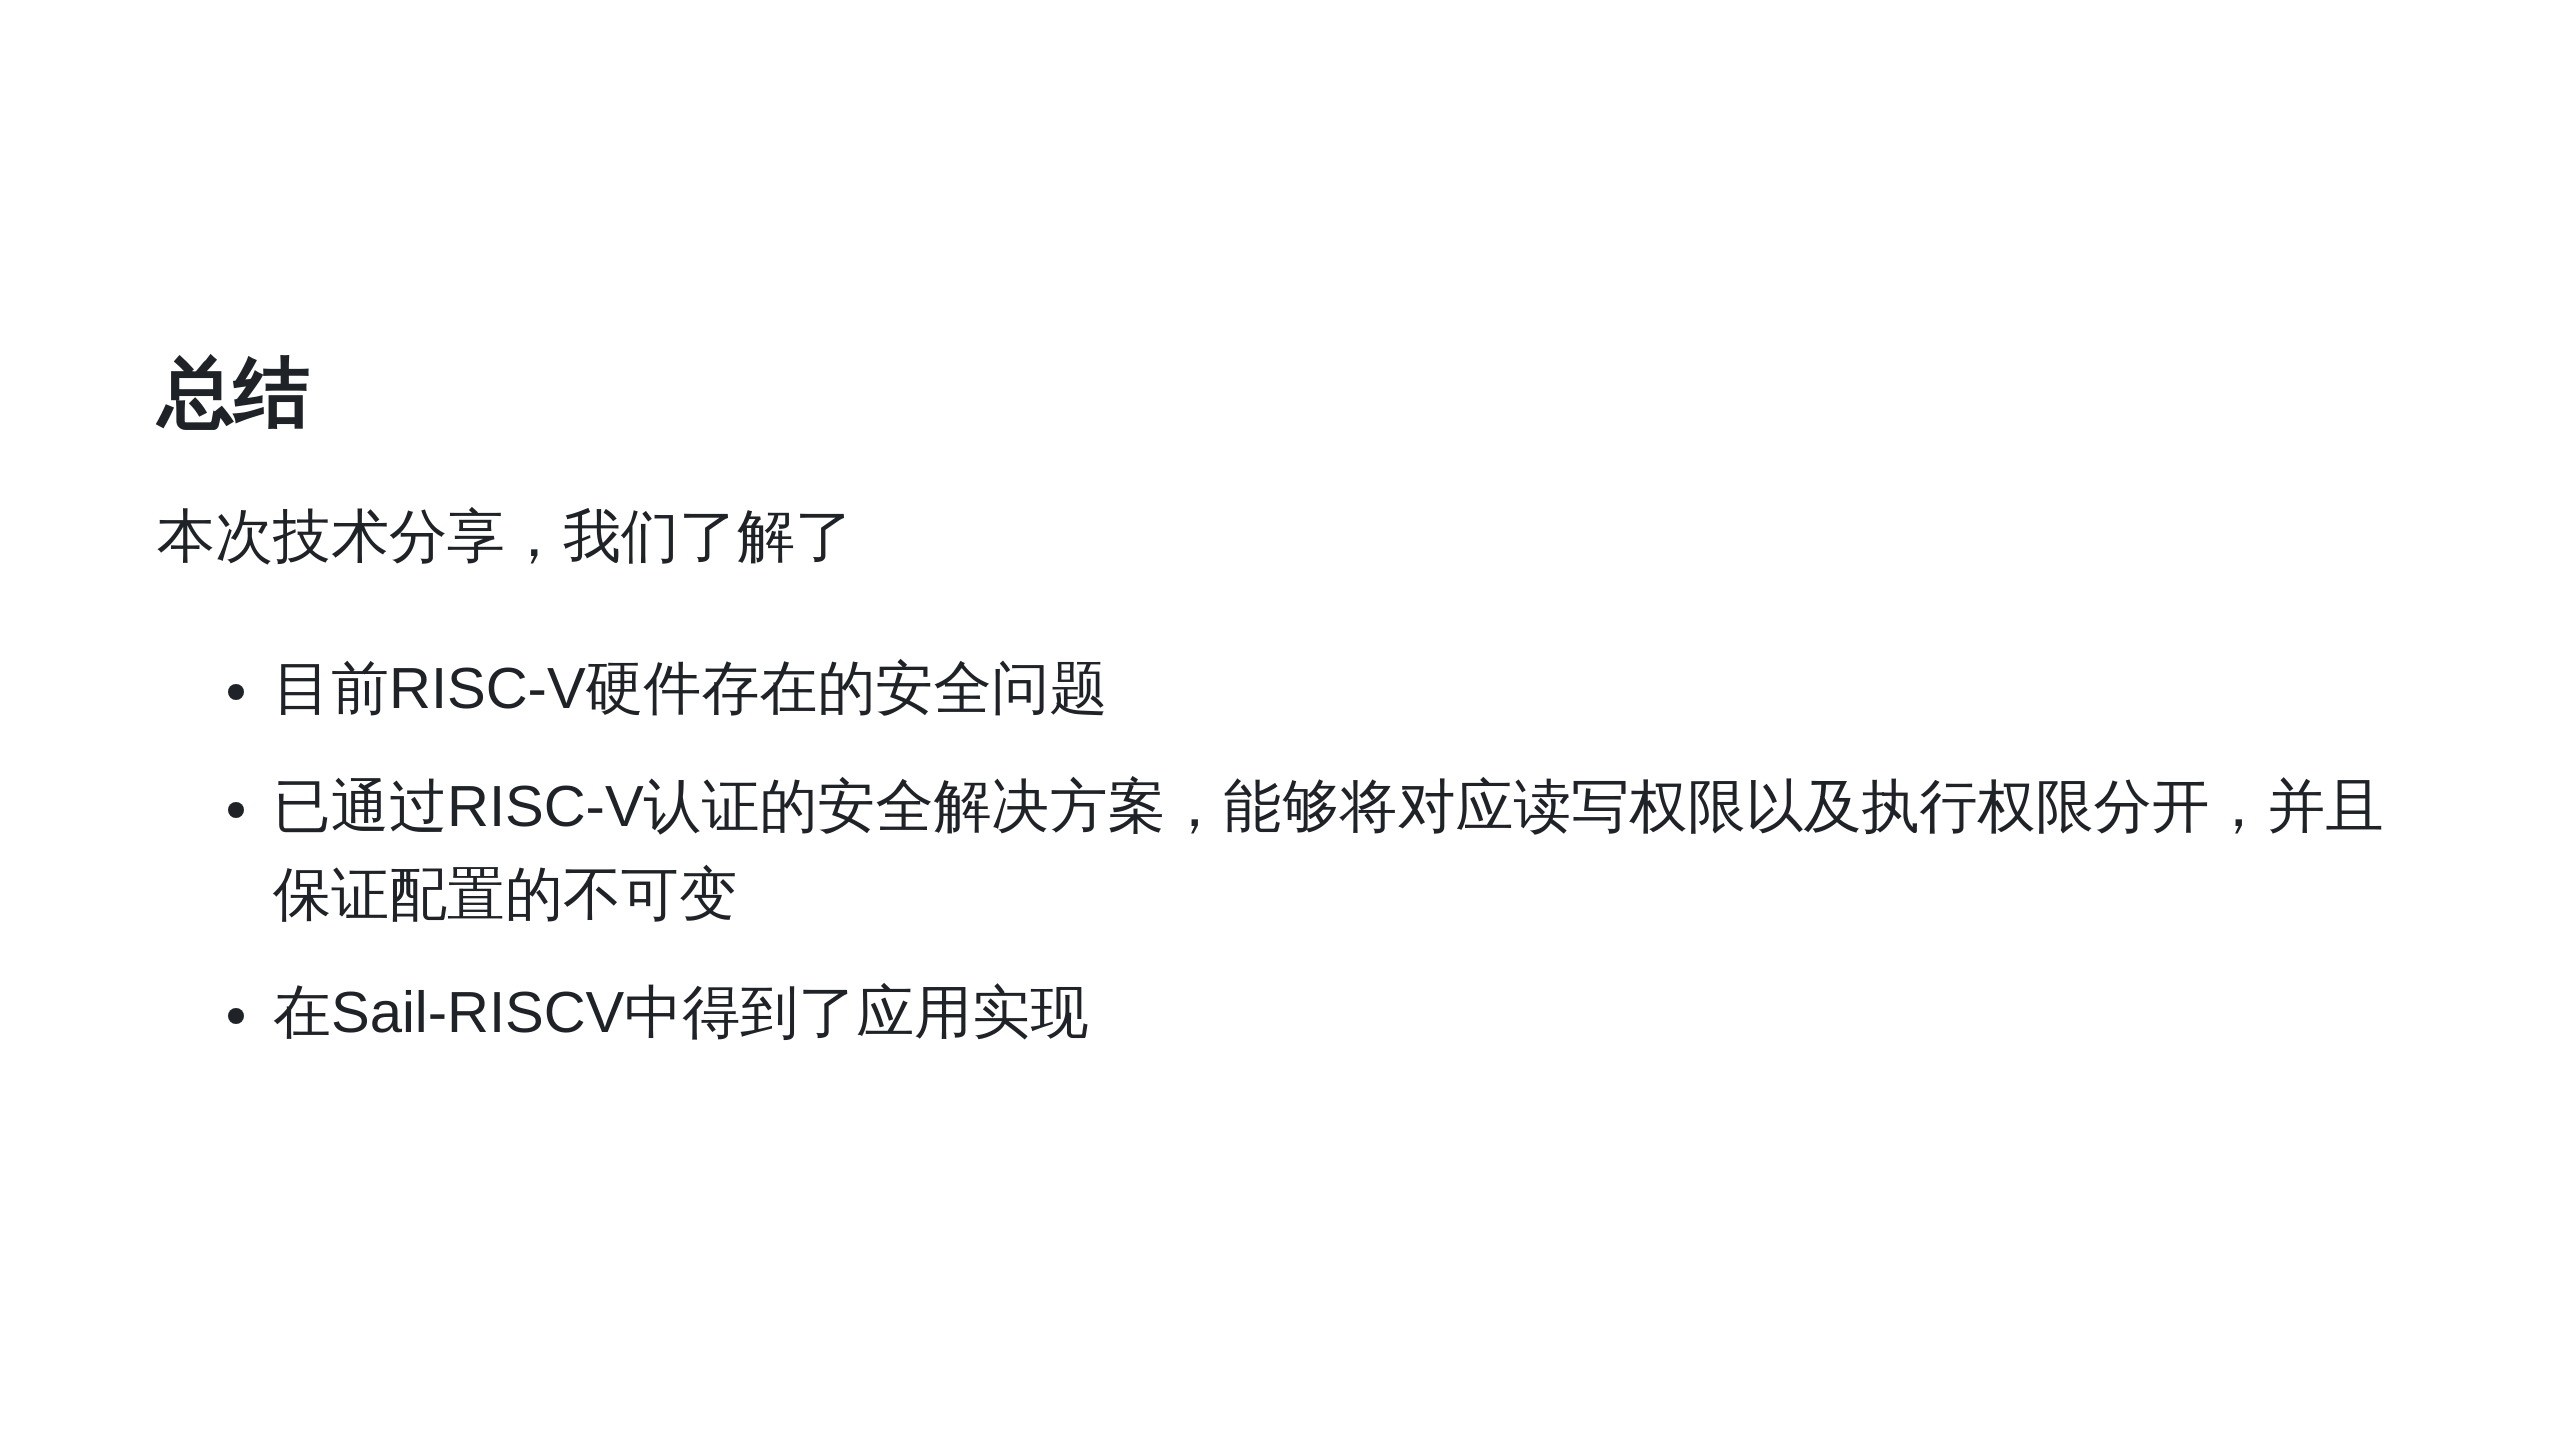 总结
本次技术分享，我们了解了
• 目前RISC-V硬件存在的安全问题
• 已通过RISC-V认证的安全解决方案，能够将对应读写权限以及执行权限分开，并且
保证配置的不可变
• 在Sail-RISCV中得到了应用实现